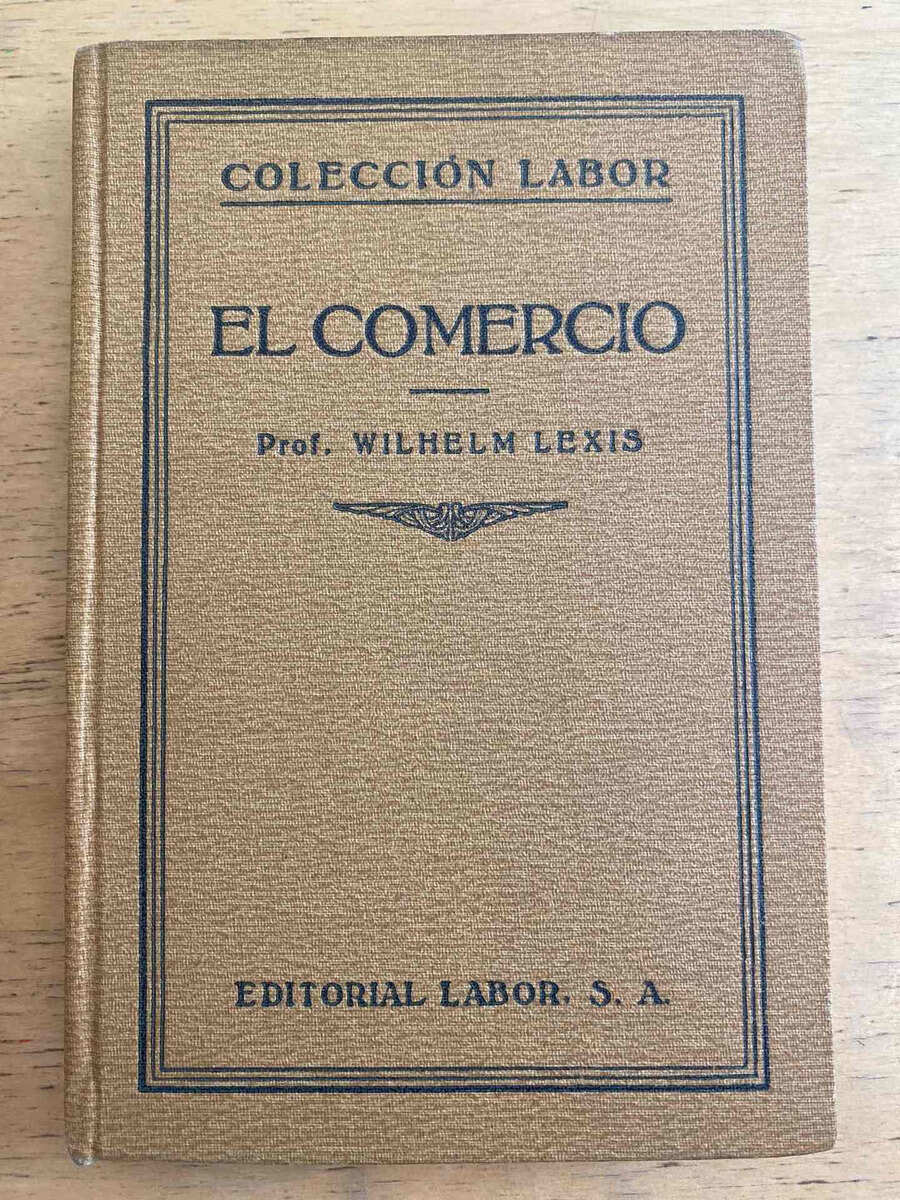 COLECCIÓN LABOR
EL COMERCIO
Prof. WILHELM LEXIS
EDITORIAL LABOR, S. A.